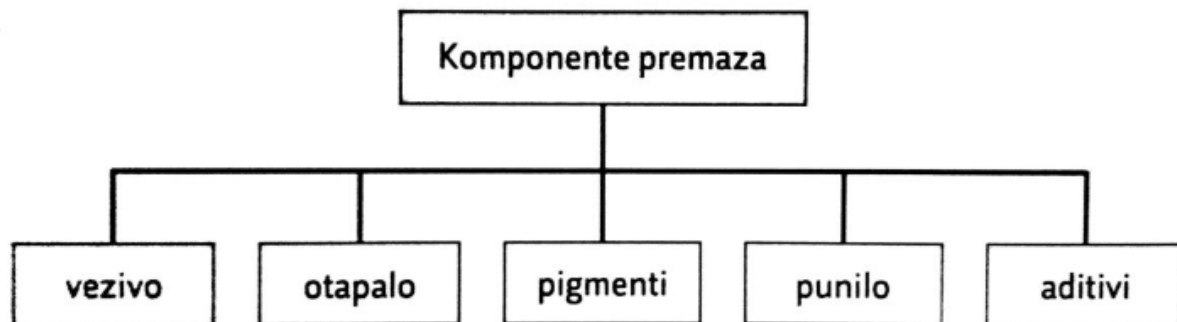 Komponente premaza
vezivo
otapalo
pigmenti
punilo
aditivi